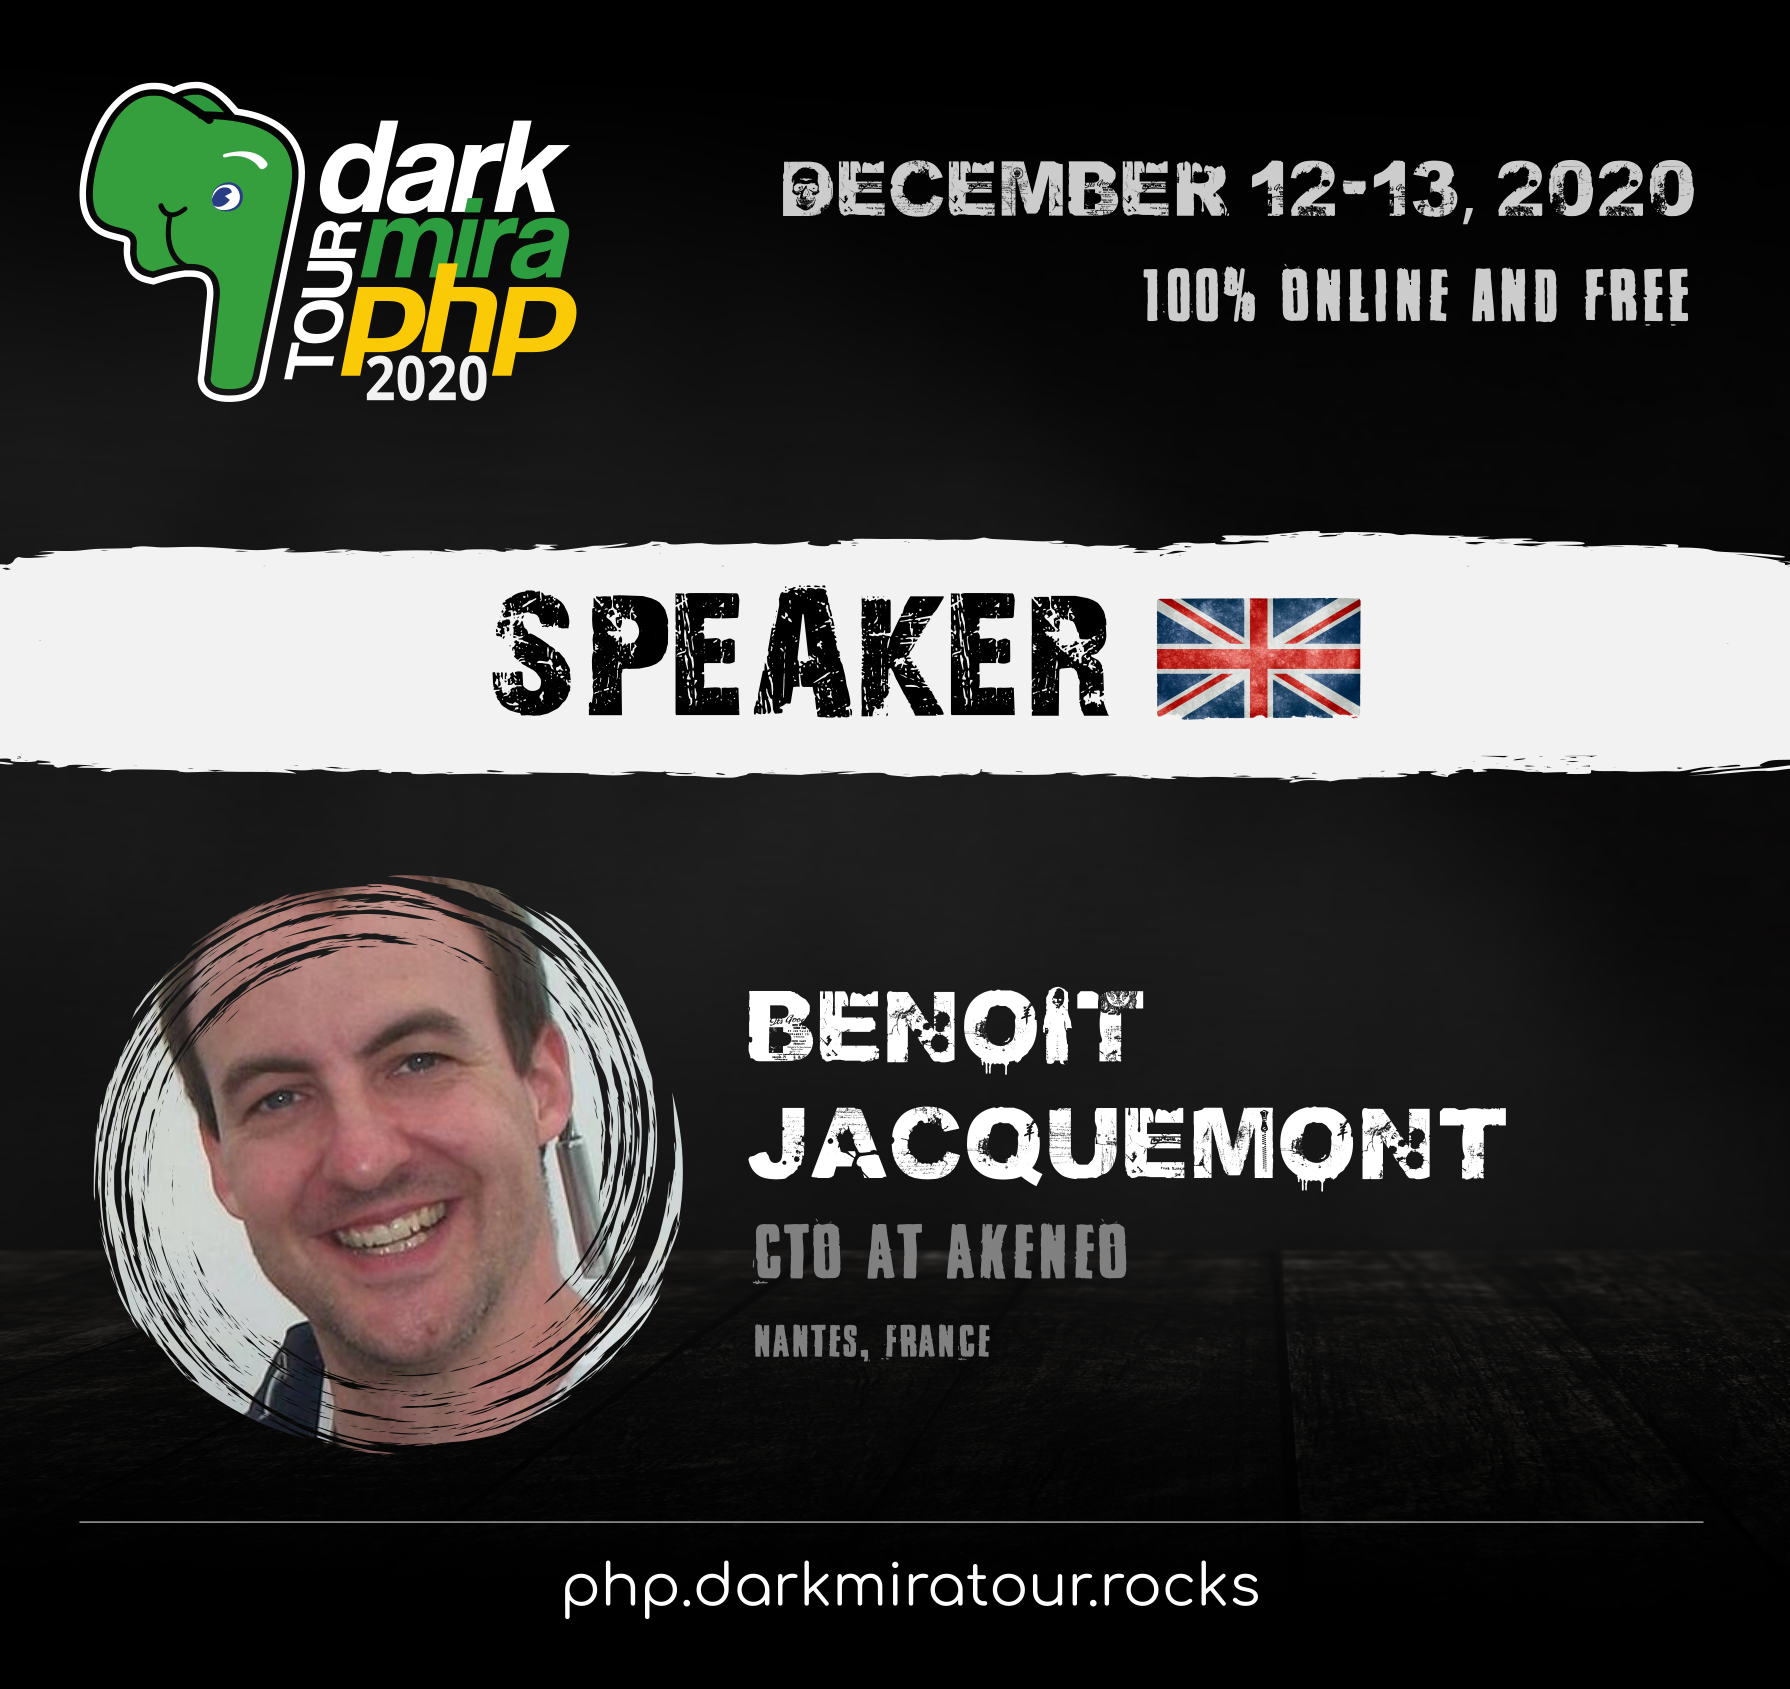 dark
mira
php
TOUR
2020
DECEMBER 12-13, 2020
100% ONLINE AND FREE
SPEAKER
BENOIT
JACQUEMONT
CTO AT AKENEO
NANTES, FRANCE
php.darkmiratour.rocks